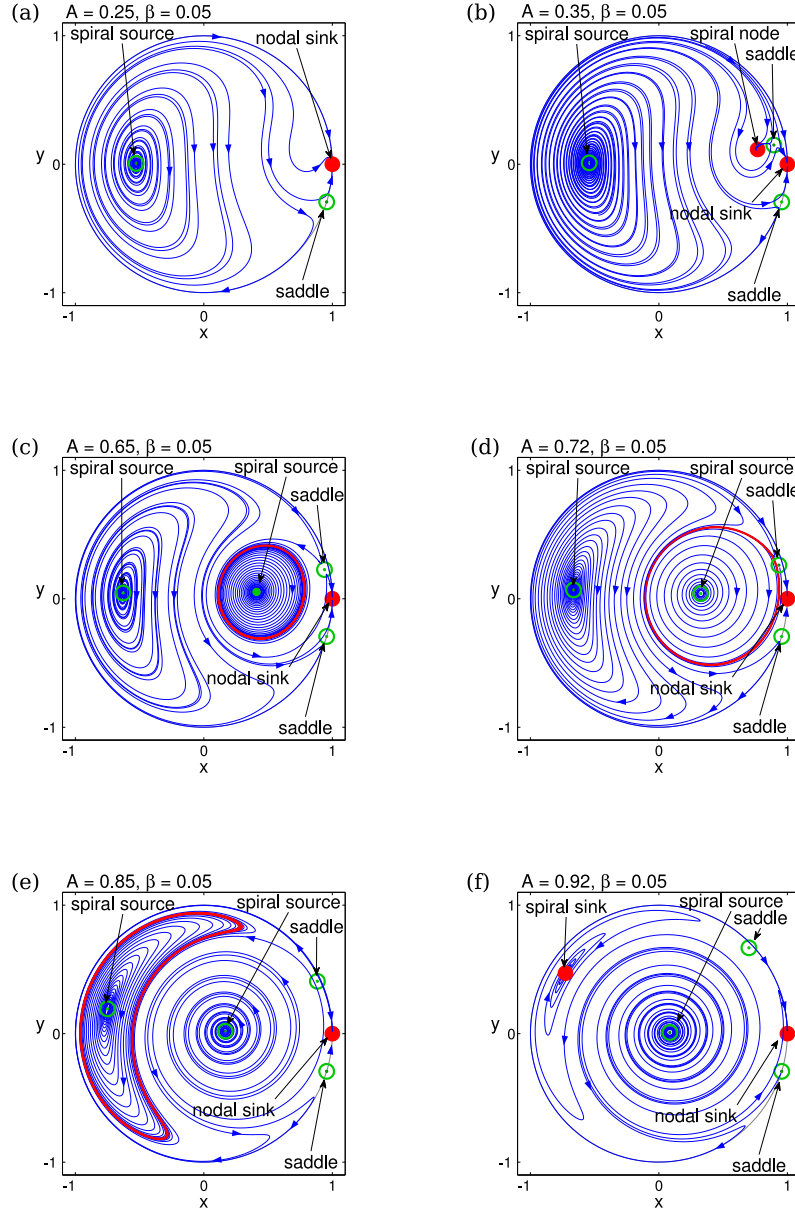 (a) A = 0.25, β = 0.05
spiral source
nodal sink
1
y
0
saddle
-1
-1 0 1
x
(b) A = 0.35, β = 0.05
spiral source spiral node
saddle
1
y
0
nodal sink
saddle
-1
-1 0 1
x
(c) A = 0.65, β = 0.05
spiral source spiral source
saddle
1
y
0
nodal sink
saddle
-1
-1 0 1
x
(d) A = 0.72, β = 0.05
spiral source spiral source
saddle
1
y
0
nodal sink
saddle
-1
-1 0 1
x
(e) A = 0.85, β = 0.05
spiral source spiral source
saddle
1
y
0
nodal sink
saddle
-1
-1 0 1
x
(f) A = 0.92, β = 0.05
spiral source
spiral sink saddle
1
y
0
nodal sink
saddle
-1
-1 0 1
x